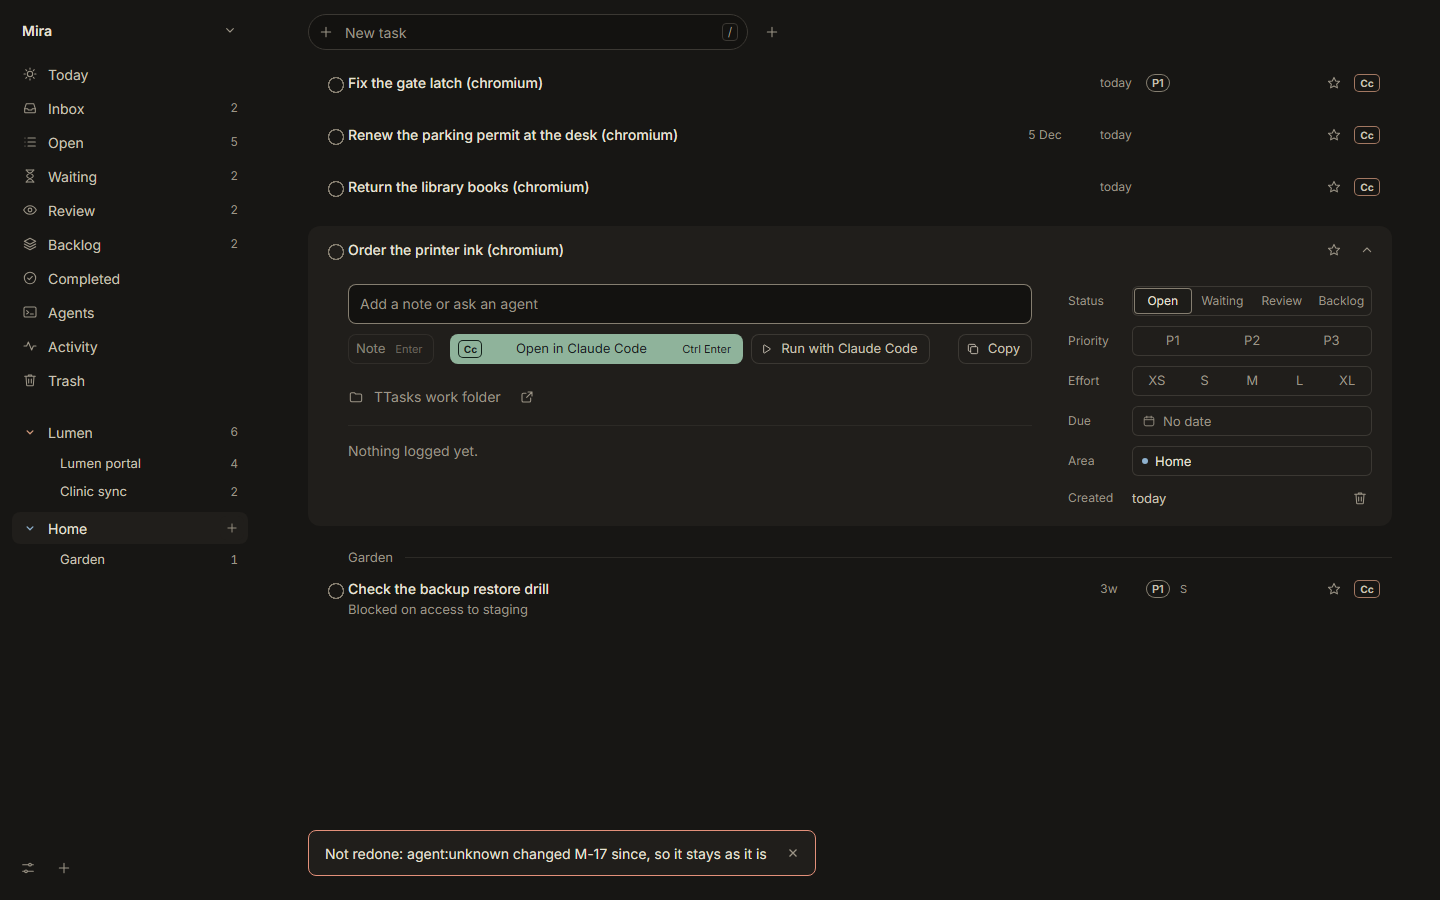 Mira
Today
Inbox 2
Open 5
Waiting 2
Review 2
Backlog 2
Completed
Agents
Activity
Trash
Lumen 6
Lumen portal 4
Clinic sync 2
Home
Garden 1
New task /
Fix the gate latch (chromium) today P1 Cc
Renew the parking permit at the desk (chromium) 5 Dec today Cc
Return the library books (chromium) today Cc
Order the printer ink (chromium)
Add a note or ask an agent
Note Enter Cc Open in Claude Code Ctrl Enter Run with Claude Code Copy
TTasks work folder
Nothing logged yet.
Status Open Waiting Review Backlog
Priority P1 P2 P3
Effort XS S M L XL
Due No date
Area Home
Created today
Garden
Check the backup restore drill 3w P1 S Cc
Blocked on access to staging
Not redone: agent:unknown changed M-17 since, so it stays as it is